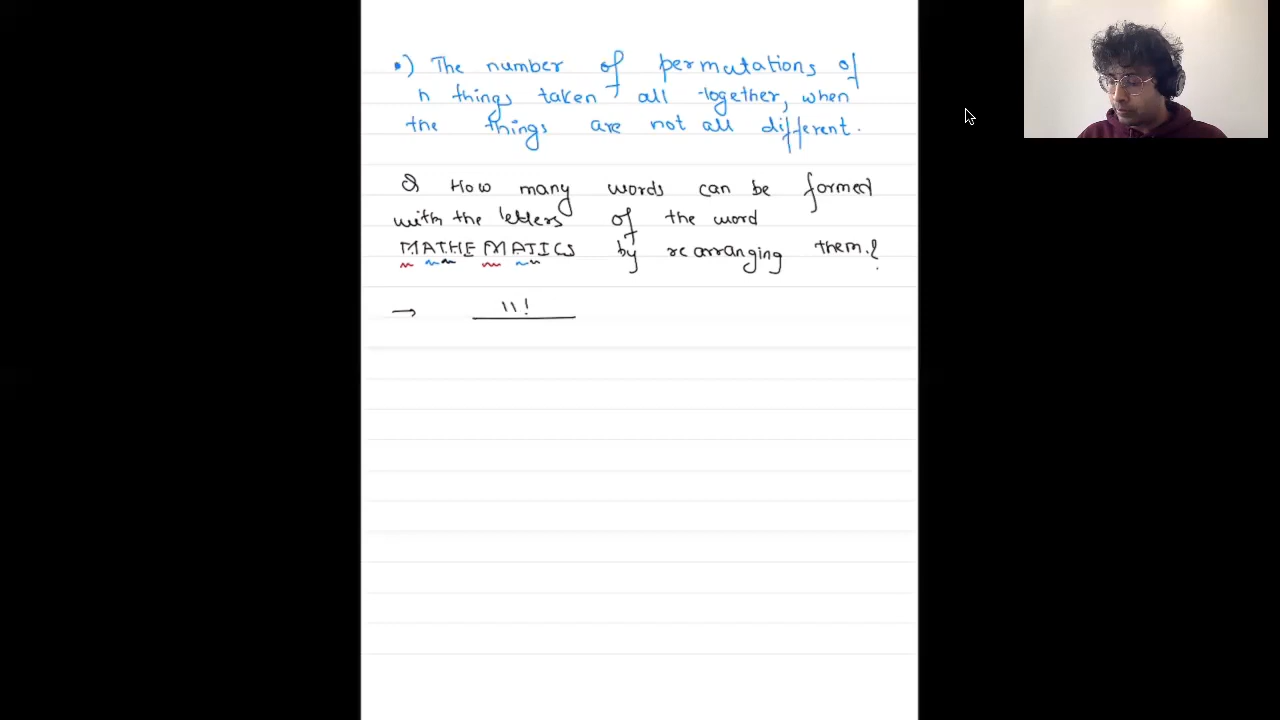 •) The number of permutations of
n things taken all together, when
the things are not all different.
Q How many words can be formed
with the letters of the word
MATHEMATICS by rearranging them.?
→ 11!